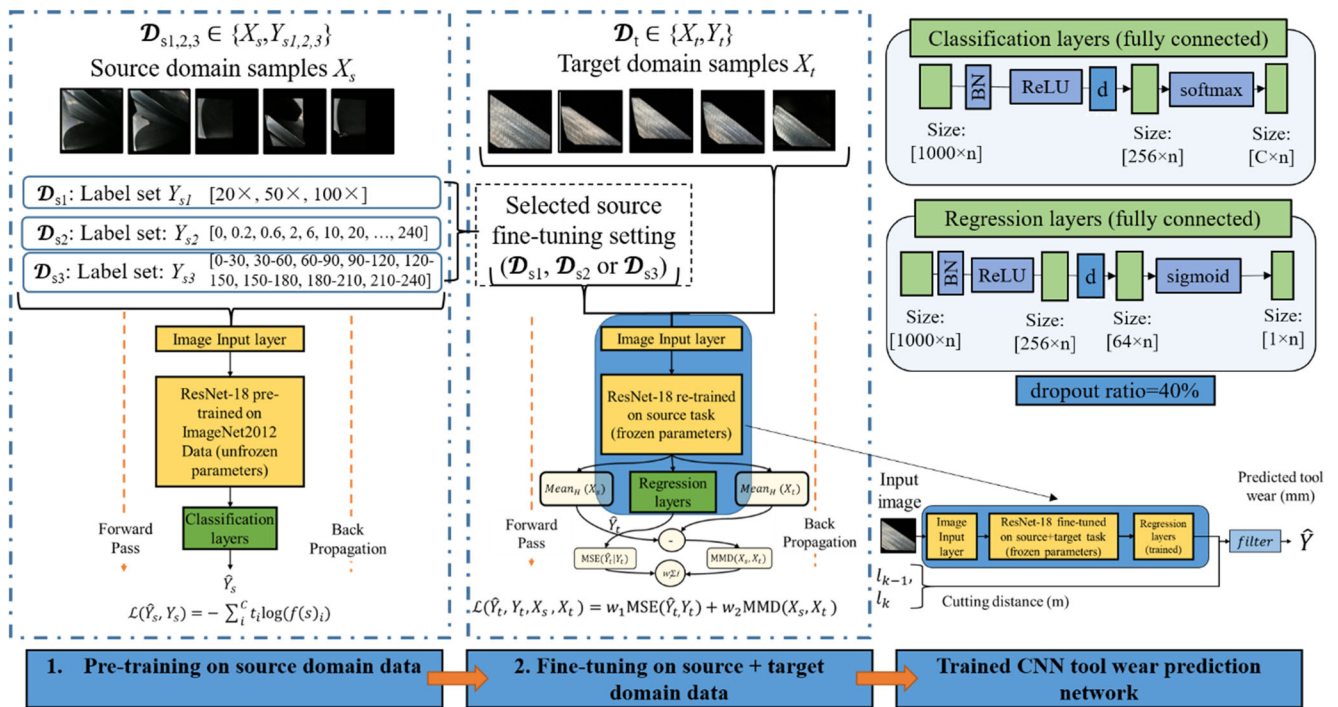 𝓓s1,2,3 ∈ {Xs,Ys1,2,3}
Source domain samples Xs
𝓓s1: Label set Ys1 [20×, 50×, 100×]
𝓓s2: Label set: Ys2 [0, 0.2, 0.6, 2, 6, 10, 20, …, 240]
𝓓s3: Label set: Ys3 [0-30, 30-60, 60-90, 90-120, 120-
150, 150-180, 180-210, 210-240]
Image Input layer
ResNet-18 pre-
trained on
ImageNet2012
Data (unfrozen
parameters)
Classification
layers
Forward
Pass
Back
Propagation
Ŷs
ℒ(Ŷs, Ys) = − ∑iC tilog(f(s)i)
1. Pre-training on source domain data
𝓓t ∈ {Xt,Yt}
Target domain samples Xt
Selected source
fine-tuning setting
(𝓓s1, 𝓓s2 or 𝓓s3)
Image Input layer
ResNet-18 re-trained
on source task
(frozen parameters)
MeanH (Xs)
Regression
layers
MeanH (Xt)
Ŷt
-
Forward
Pass
Back
Propagation
MSE(Ŷt|Yt)
MMD(Xs, Xt)
wiΣi
ℒ(Ŷt, Yt, Xs, Xt) = w1MSE(Ŷt,Yt) + w2MMD(Xs, Xt)
2. Fine-tuning on source + target
domain data
Classification layers (fully connected)
BN
ReLU
d
softmax
Size:
[1000×n]
Size:
[256×n]
Size:
[C×n]
Regression layers (fully connected)
BN
ReLU
d
sigmoid
Size:
[1000×n]
Size:
[256×n]
Size:
[64×n]
Size:
[1×n]
dropout ratio=40%
Input
image
Predicted tool
wear (mm)
Image
Input
layer
ResNet-18 fine-tuned
on source+target task
(frozen parameters)
Regression
layers
(trained)
filter
Ŷ
lk−1,
lk
Cutting distance (m)
Trained CNN tool wear prediction
network